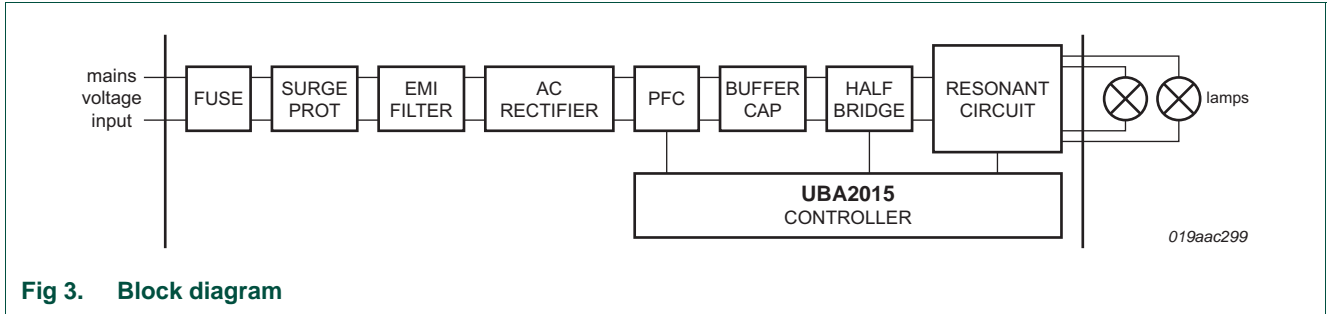 mains
voltage
input
FUSE
SURGE
PROT
EMI
FILTER
AC
RECTIFIER
PFC
BUFFER
CAP
HALF
BRIDGE
RESONANT
CIRCUIT
lamps
UBA2015
CONTROLLER
019aac299
Fig 3. Block diagram